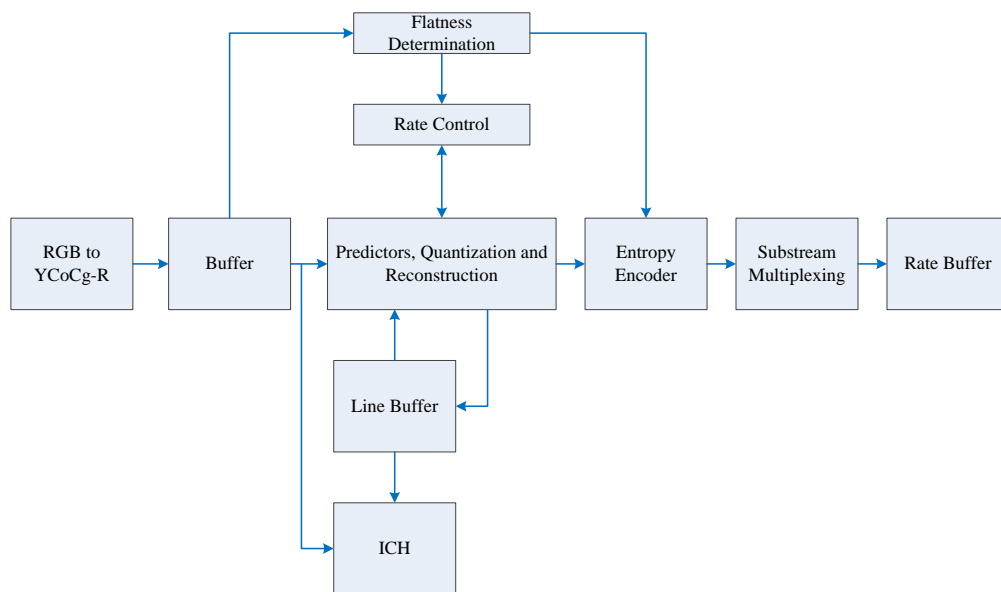 Flatness
Determination
Rate Control
RGB to
YCoCg-R
Buffer
Predictors, Quantization and
Reconstruction
Entropy
Encoder
Substream
Multiplexing
Rate Buffer
Line Buffer
ICH